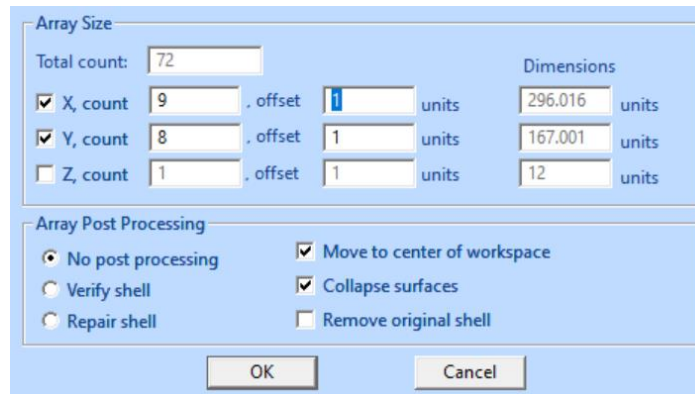 Array Size
Total count: 72 Dimensions
X, count 9 , offset 1 units 296.016 units
Y, count 8 , offset 1 units 167.001 units
Z, count 1 , offset 1 units 12 units
Array Post Processing
No post processing Move to center of workspace
Verify shell Collapse surfaces
Repair shell Remove original shell
OK Cancel